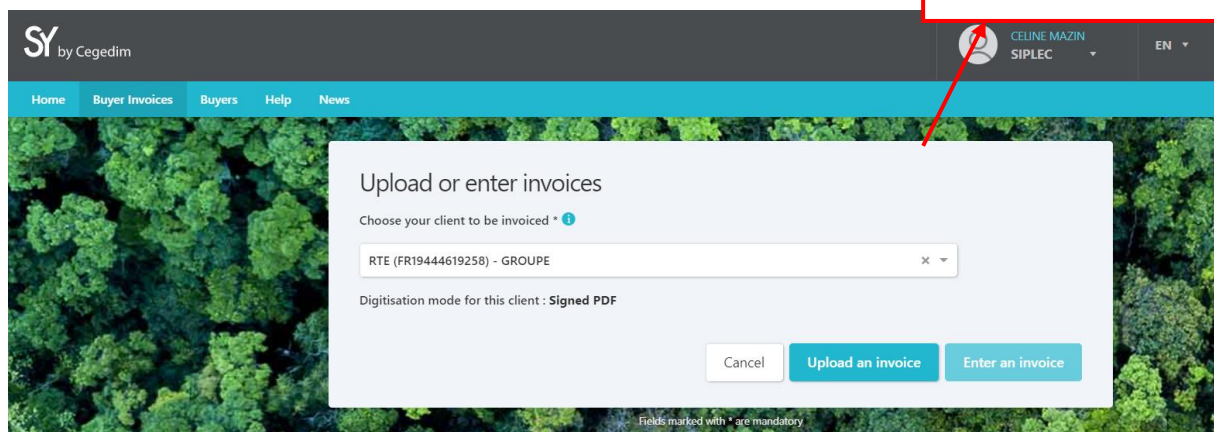 SY by Cegedim
CELINE MAZIN
SIPLEC
EN
Home Buyer Invoices Buyers Help News
Upload or enter invoices
Choose your client to be invoiced * i
RTE (FR19444619258) - GROUPE
Digitisation mode for this client : Signed PDF
Cancel Upload an invoice Enter an invoice
Fields marked with * are mandatory